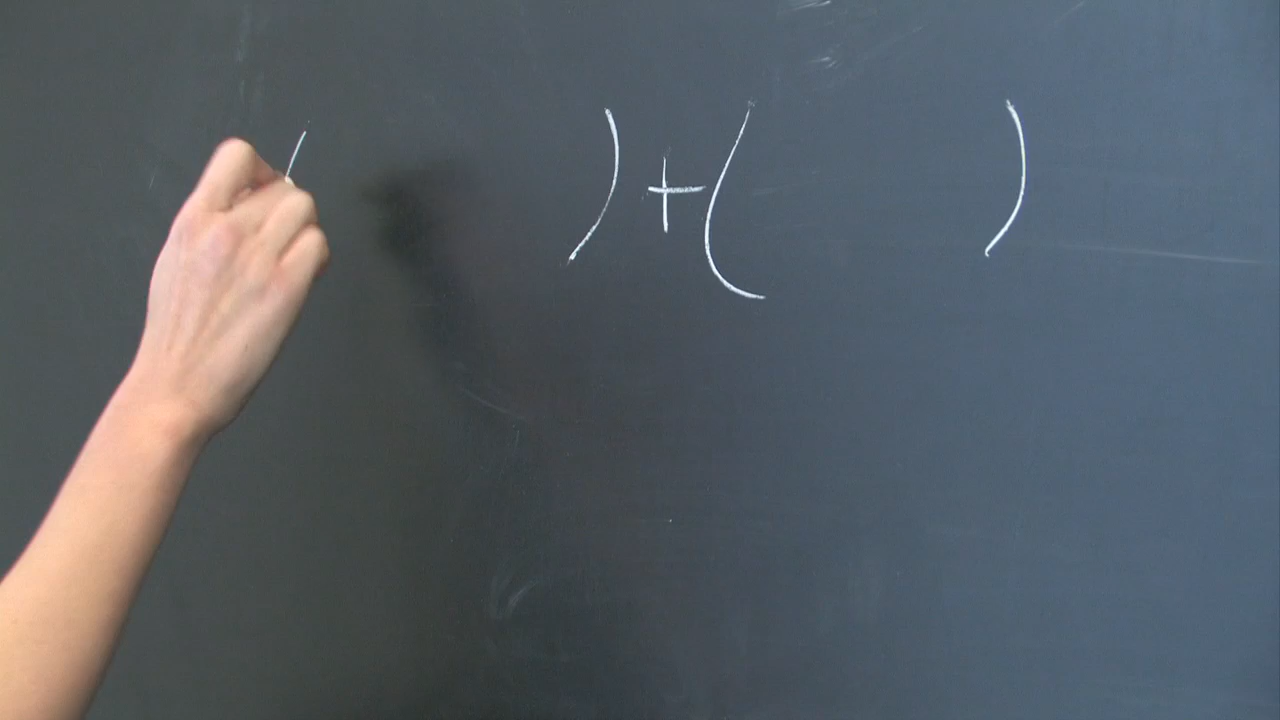 ) + ( )